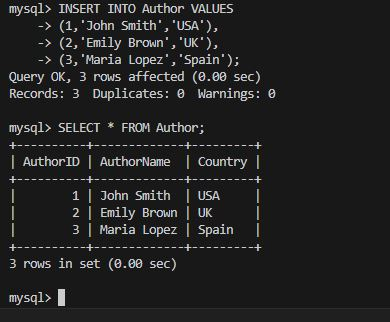 mysql> INSERT INTO Author VALUES
    -> (1,'John Smith','USA'),
    -> (2,'Emily Brown','UK'),
    -> (3,'Maria Lopez','Spain');
Query OK, 3 rows affected (0.00 sec)
Records: 3  Duplicates: 0  Warnings: 0

mysql> SELECT * FROM Author;
+----------+-------------+---------+
| AuthorID | AuthorName  | Country |
+----------+-------------+---------+
|        1 | John Smith  | USA     |
|        2 | Emily Brown | UK      |
|        3 | Maria Lopez | Spain   |
+----------+-------------+---------+
3 rows in set (0.00 sec)

mysql>